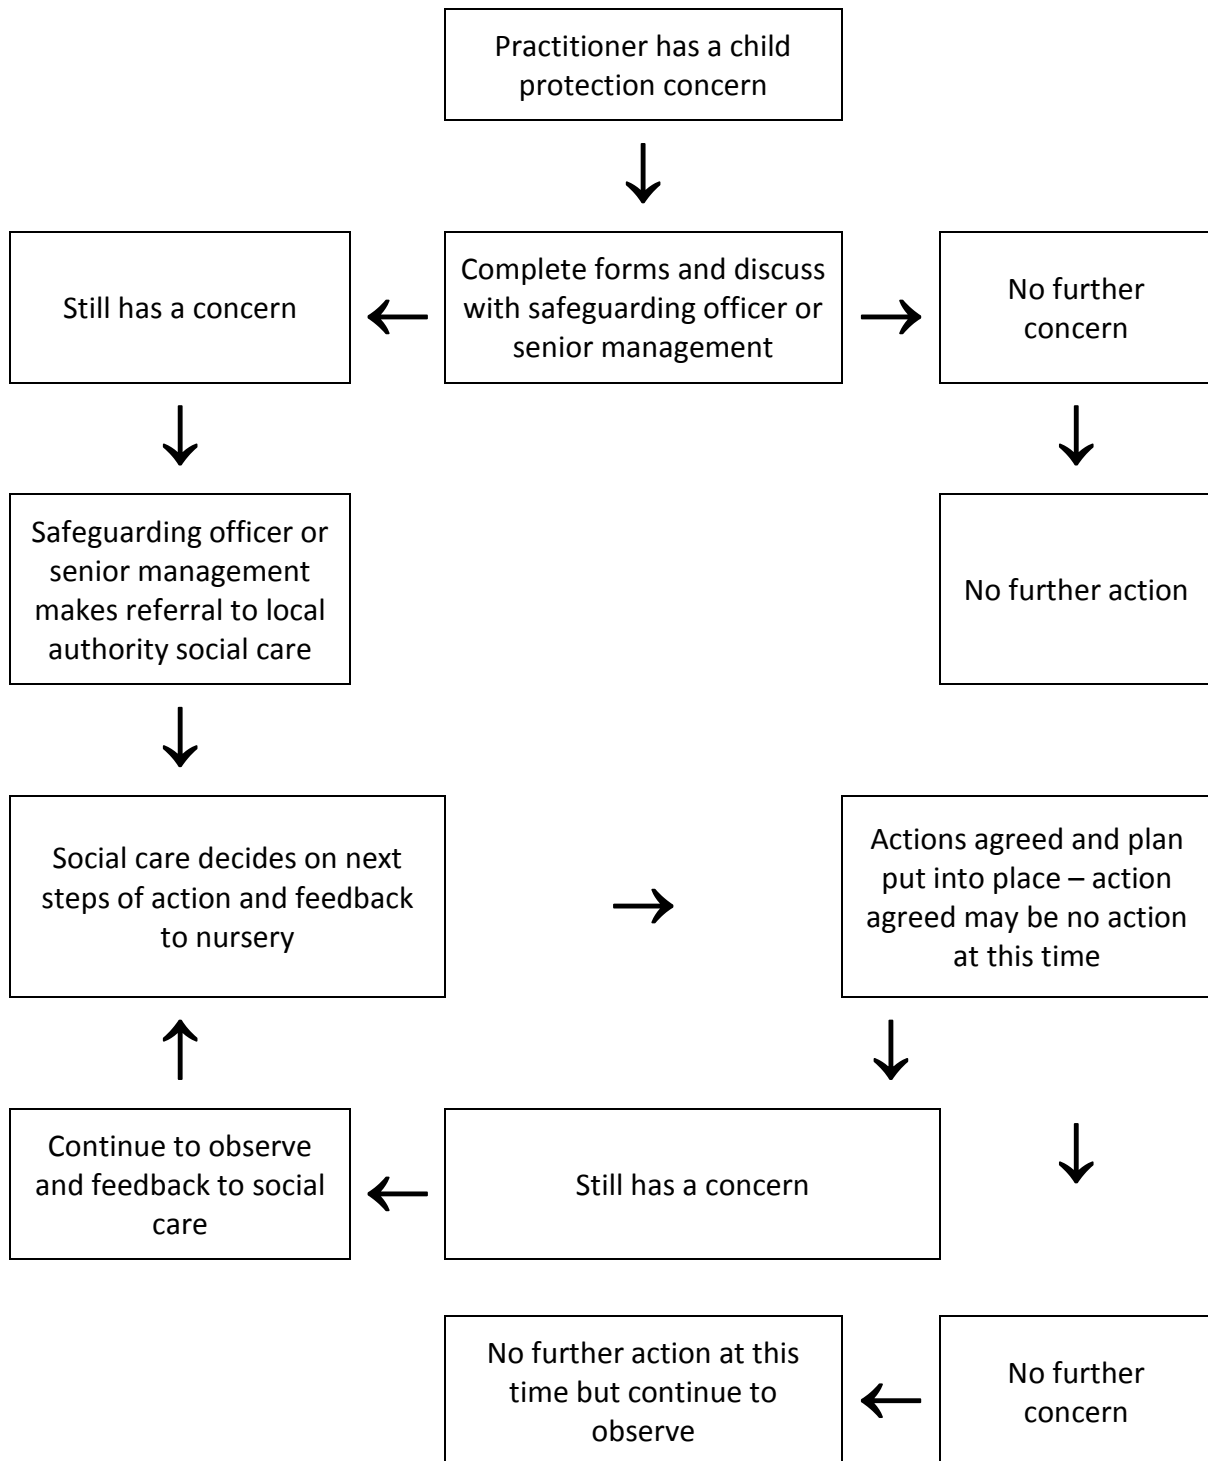 Practitioner has a child
protection concern
Still has a concern
Complete forms and discuss
with safeguarding officer or
senior management
No further
concern
Safeguarding officer or
senior management
makes referral to local
authority social care
No further action
Social care decides on next
steps of action and feedback
to nursery
Actions agreed and plan
put into place – action
agreed may be no action
at this time
Continue to observe
and feedback to social
care
Still has a concern
No further action at this
time but continue to
observe
No further
concern